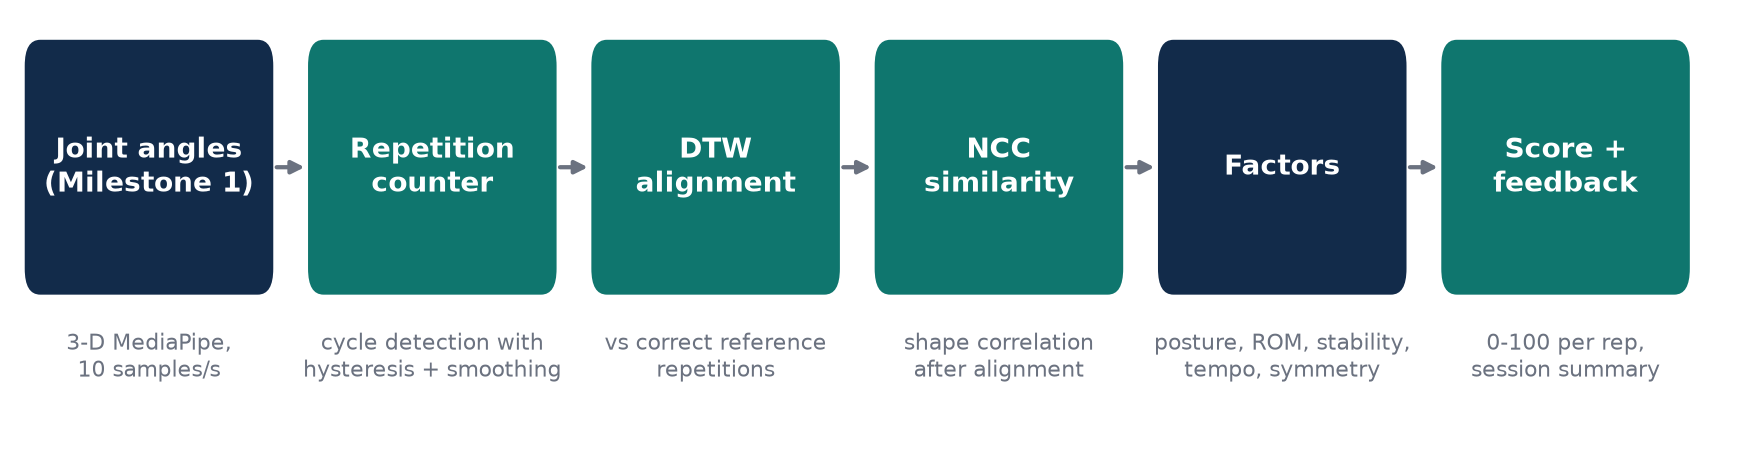 Joint angles
(Milestone 1)
Repetition
counter
DTW
alignment
NCC
similarity
Factors
Score +
feedback
3-D MediaPipe,
10 samples/s
cycle detection with
hysteresis + smoothing
vs correct reference
repetitions
shape correlation
after alignment
posture, ROM, stability,
tempo, symmetry
0-100 per rep,
session summary